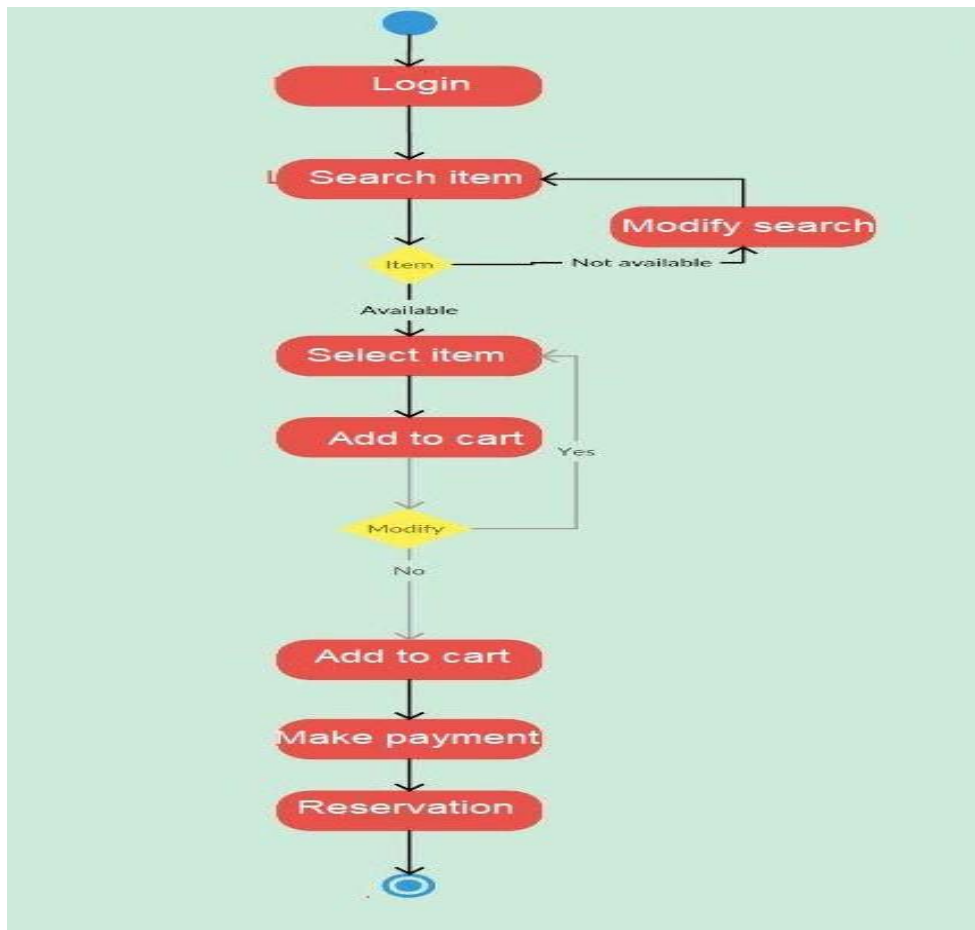 Login
Search item
Modify search
Item
Not available
Available
Select item
Add to cart
Yes
Modify
No
Add to cart
Make payment
Reservation